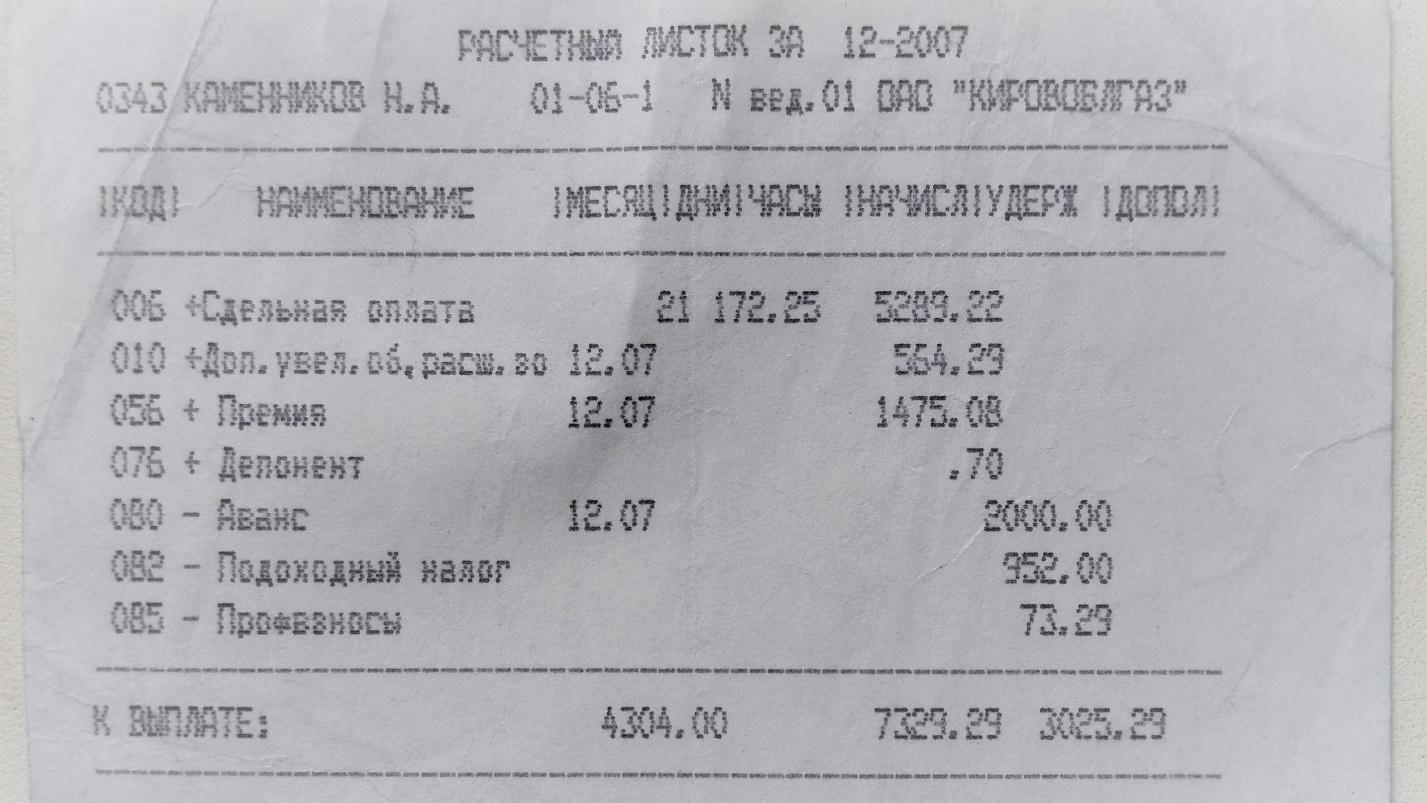 РАСЧЕТНЫЙ ЛИСТОК ЗА 12-2007
0343 КАМЕННИКОВ Н.А. 01-06-1 N вед.01 ОАО "КИРОВОБЛГАЗ"
!КОД! НАИМЕНОВАНИЕ !МЕСЯЦ!ДНИ!ЧАСЫ !НАЧИСЛ!УДЕРЖ !ДОПОЛ!
006 +Сдельная оплата 21 172.25 5289.22
010 +Доп.увел.об,расш.зо 12.07 564.29
056 + Премия 12.07 1475.08
076 + Депонент .70
080 - Аванс 12.07 2000.00
082 - Подоходный налог 952.00
085 - Профвзносы 73.29
К ВЫПЛАТЕ: 4304.00 7329.29 3025.29